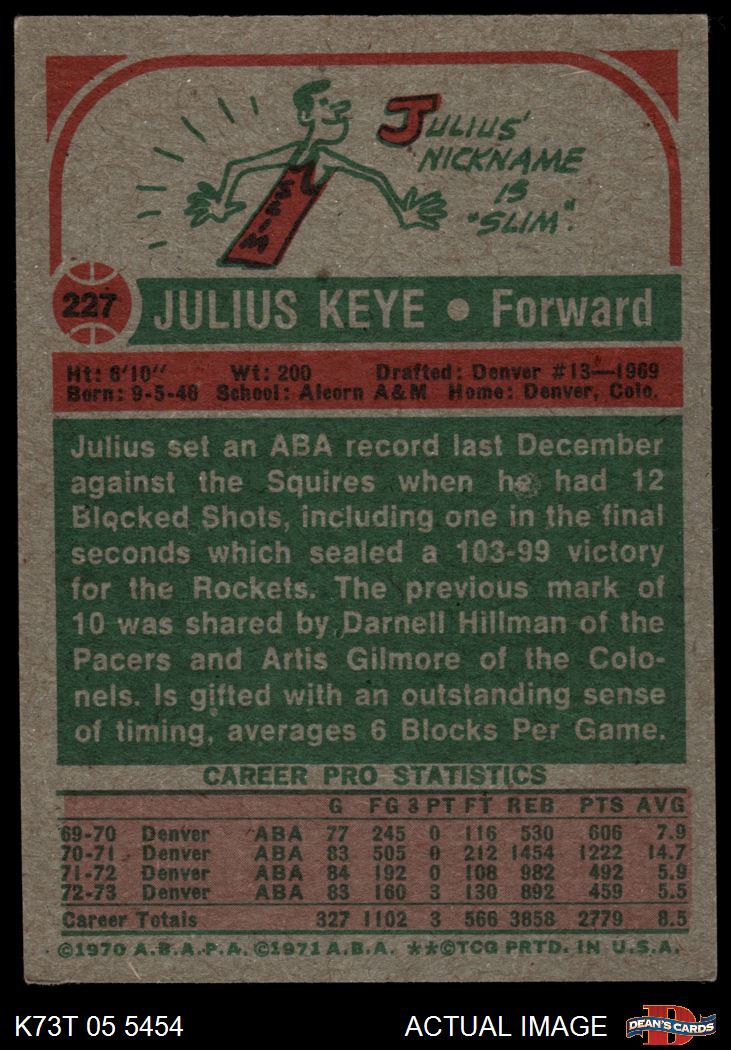 JULIUS'
NICKNAME
IS
"SLIM".
SLIM
227 JULIUS KEYE • Forward
Ht: 6'10" Wt: 200 Drafted: Denver #13—1969
Born: 9-5-46 School: Alcorn A&M Home: Denver, Colo.
Julius set an ABA record last December
against the Squires when he had 12
Blocked Shots, including one in the final
seconds which sealed a 103-99 victory
for the Rockets. The previous mark of
10 was shared by Darnell Hillman of the
Pacers and Artis Gilmore of the Colo-
nels. Is gifted with an outstanding sense
of timing, averages 6 Blocks Per Game.
CAREER PRO STATISTICS
G FG 3PT FT REB PTS AVG
69-70 Denver ABA 77 245 0 116 530 606 7.9
70-71 Denver ABA 83 505 0 212 1454 1222 14.7
71-72 Denver ABA 84 192 0 108 982 492 5.9
72-73 Denver ABA 83 160 3 130 892 459 5.5
Career Totals 327 1102 3 566 3858 2779 8.5
©1970 A.B.A.P.A. ©1971 A.B.A. **©TCG PRTD. IN U.S.A.
K73T 05 5454 ACTUAL IMAGE DEAN'S CARDS